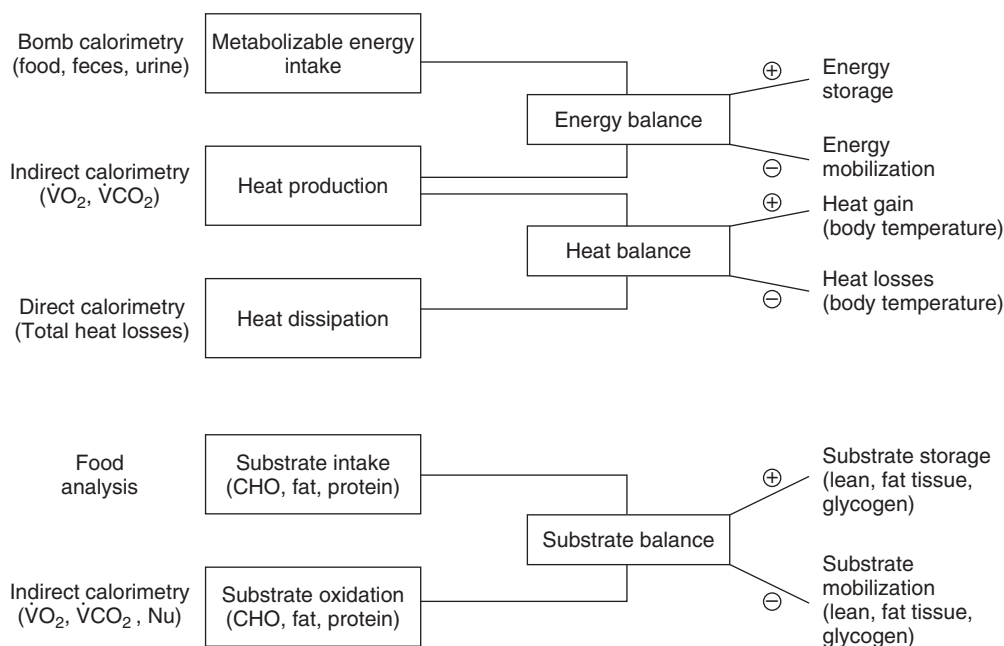 Bomb calorimetry
(food, feces, urine)
Metabolizable energy
intake
Energy balance
⊕
Energy
storage
⊖
Energy
mobilization
Indirect calorimetry
(V̇O₂, V̇CO₂)
Heat production
Heat balance
⊕
Heat gain
(body temperature)
⊖
Heat losses
(body temperature)
Direct calorimetry
(Total heat losses)
Heat dissipation
Food
analysis
Substrate intake
(CHO, fat, protein)
Substrate balance
⊕
Substrate storage
(lean, fat tissue,
glycogen)
⊖
Substrate
mobilization
(lean, fat tissue,
glycogen)
Indirect calorimetry
(V̇O₂, V̇CO₂ , Nu)
Substrate oxidation
(CHO, fat, protein)